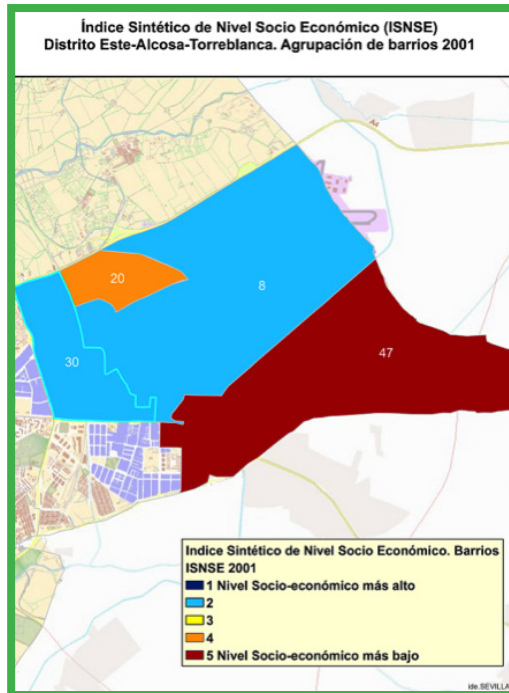 Índice Sintético de Nivel Socio Económico (ISNSE)
Distrito Este-Alcosa-Torreblanca. Agrupación de barrios 2001
A4
20
8
30
47
Indice Sintético de Nivel Socio Económico. Barrios
ISNSE 2001
1 Nivel Socio-económico más alto
2
3
4
5 Nivel Socio-económico más bajo
ide.SEVILLA